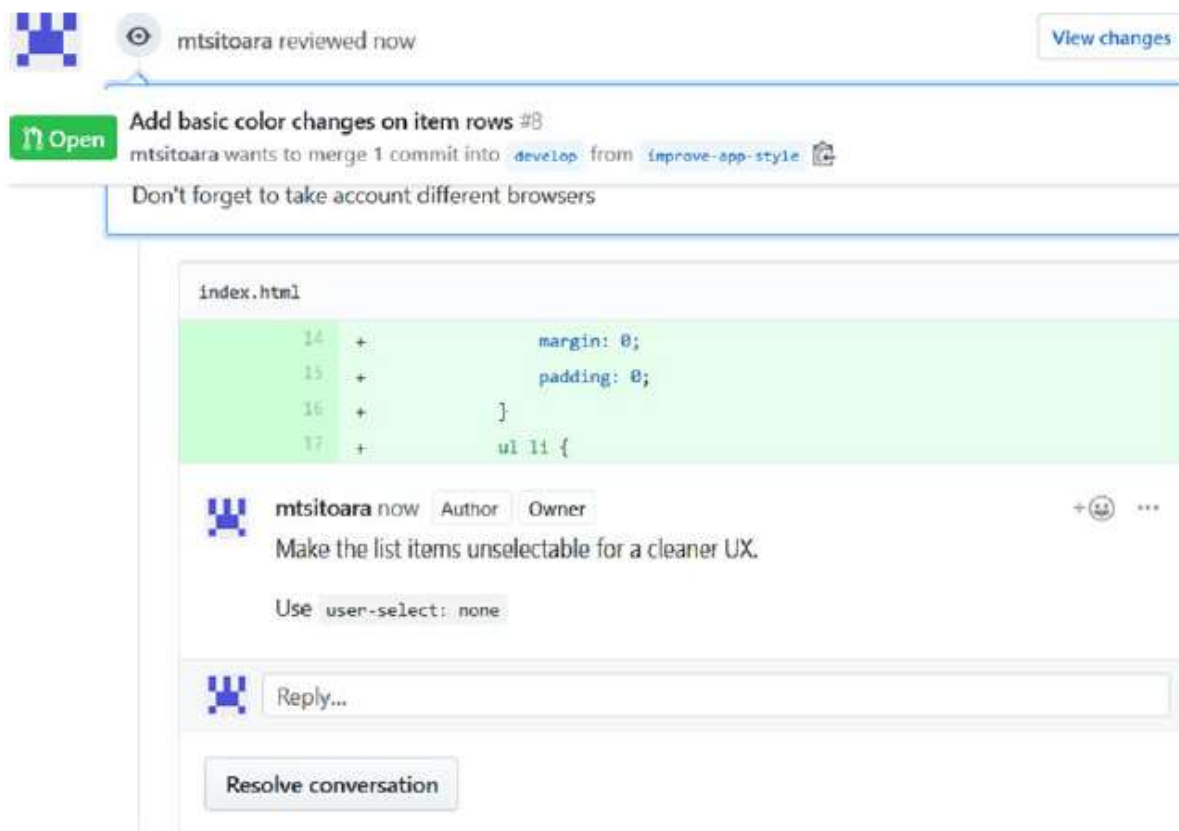 mtsitoara reviewed now
View changes
Open
Add basic color changes on item rows #8
mtsitoara wants to merge 1 commit into develop from improve-app-style
Don't forget to take account different browsers
index.html
14 + margin: 0;
15 + padding: 0;
16 + }
17 + ul li {
mtsitoara now Author Owner
Make the list items unselectable for a cleaner UX.
Use user-select: none
Reply...
Resolve conversation